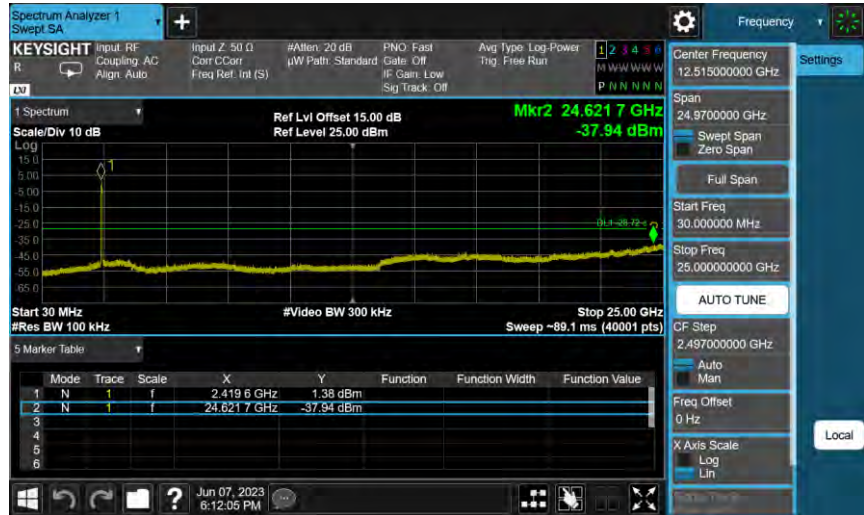 Spectrum Analyzer 1
Swept SA
+
Frequency
KEYSIGHT
R
LXI
Input: RF
Coupling: AC
Align: Auto
Input Z: 50 Ω
Corr CCorr
Freq Ref: Int (S)
#Atten: 20 dB
µW Path: Standard
PNO: Fast
Gate: Off
IF Gain: Low
Sig Track: Off
Avg Type: Log-Power
Trig: Free Run
1 2 3 4 5 6
M W W W W W
P N N N N N
1 Spectrum
Scale/Div 10 dB
Ref Lvl Offset 15.00 dB
Ref Level 25.00 dBm
Mkr2 24.621 7 GHz
-37.94 dBm
Log
15.0
5.00
-5.00
-15.0
-25.0
-35.0
-45.0
-55.0
-65.0
1
Start 30 MHz
#Res BW 100 kHz
#Video BW 300 kHz
Stop 25.00 GHz
Sweep ~89.1 ms (40001 pts)
5 Marker Table
Mode Trace Scale X Y Function Function Width Function Value
1 N 1 f 2.419 6 GHz 1.38 dBm
2 N 1 f 24.621 7 GHz -37.94 dBm
3
4
5
6
Jun 07, 2023
6:12:05 PM
?
Settings
Center Frequency
12.515000000 GHz
Span
24.9700000 GHz
Swept Span
Zero Span
Full Span
Start Freq
30.000000 MHz
Stop Freq
25.000000000 GHz
AUTO TUNE
CF Step
2.497000000 GHz
Auto
Man
Freq Offset
0 Hz
X Axis Scale
Log
Lin
Local